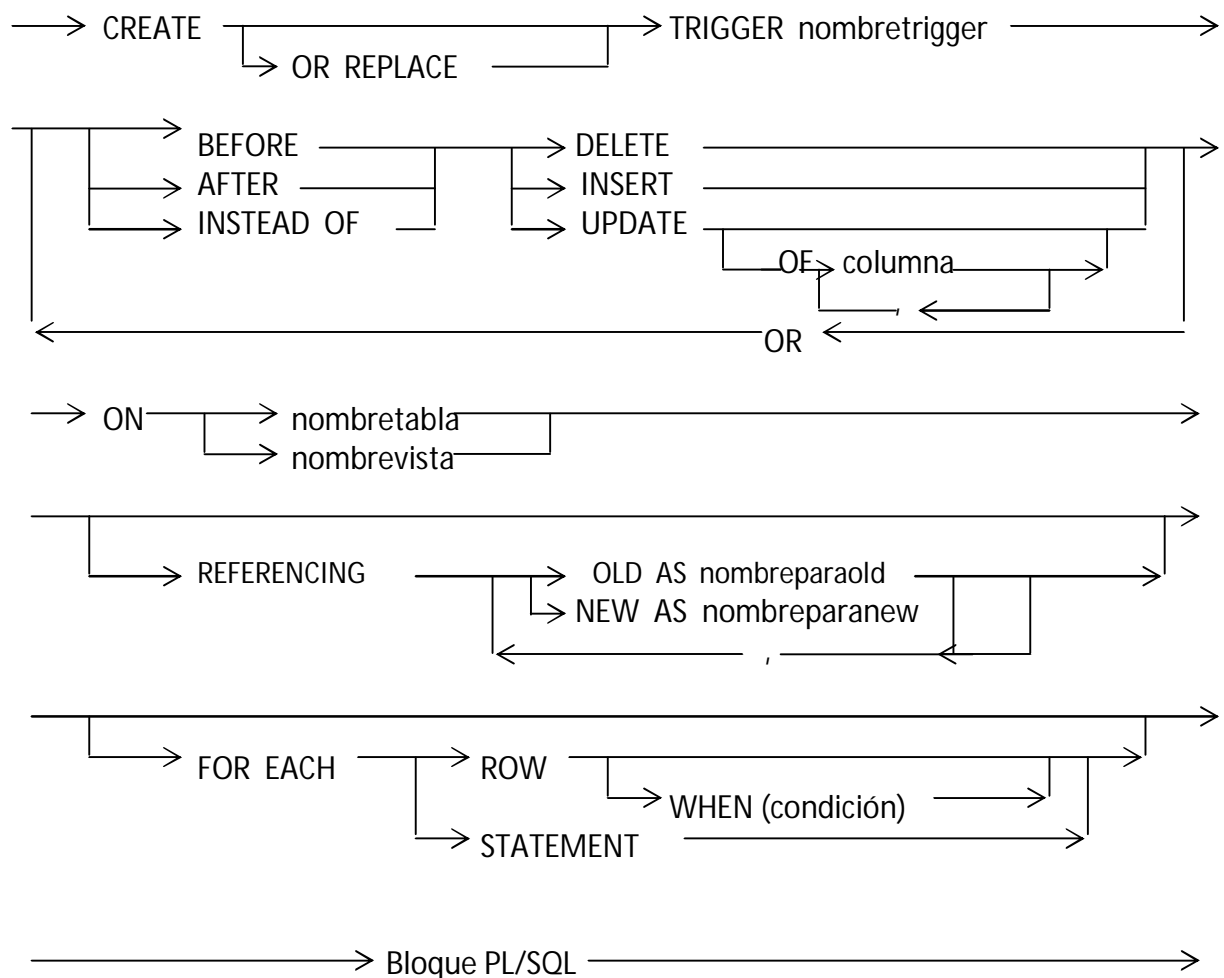 CREATE TRIGGER nombretrigger
OR REPLACE
BEFORE DELETE
AFTER INSERT
INSTEAD OF UPDATE
OF columna
,
OR
ON nombretabla
nombrevista
REFERENCING OLD AS nombreparaold
NEW AS nombreparanew
,
FOR EACH ROW
WHEN (condición)
STATEMENT
Bloque PL/SQL